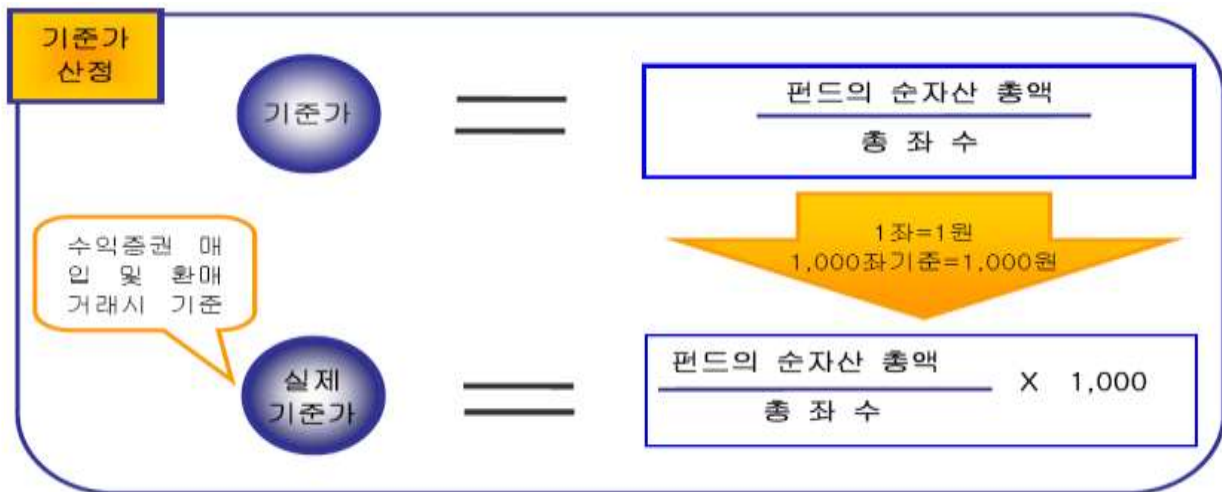 기준가
산정
기준가
펀드의 순자산 총액
총 좌 수
1좌=1원
1,000좌기준=1,000원
수익증권 매
입 및 환매
거래시 기준
실제
기준가
펀드의 순자산 총액
X 1,000
총 좌 수